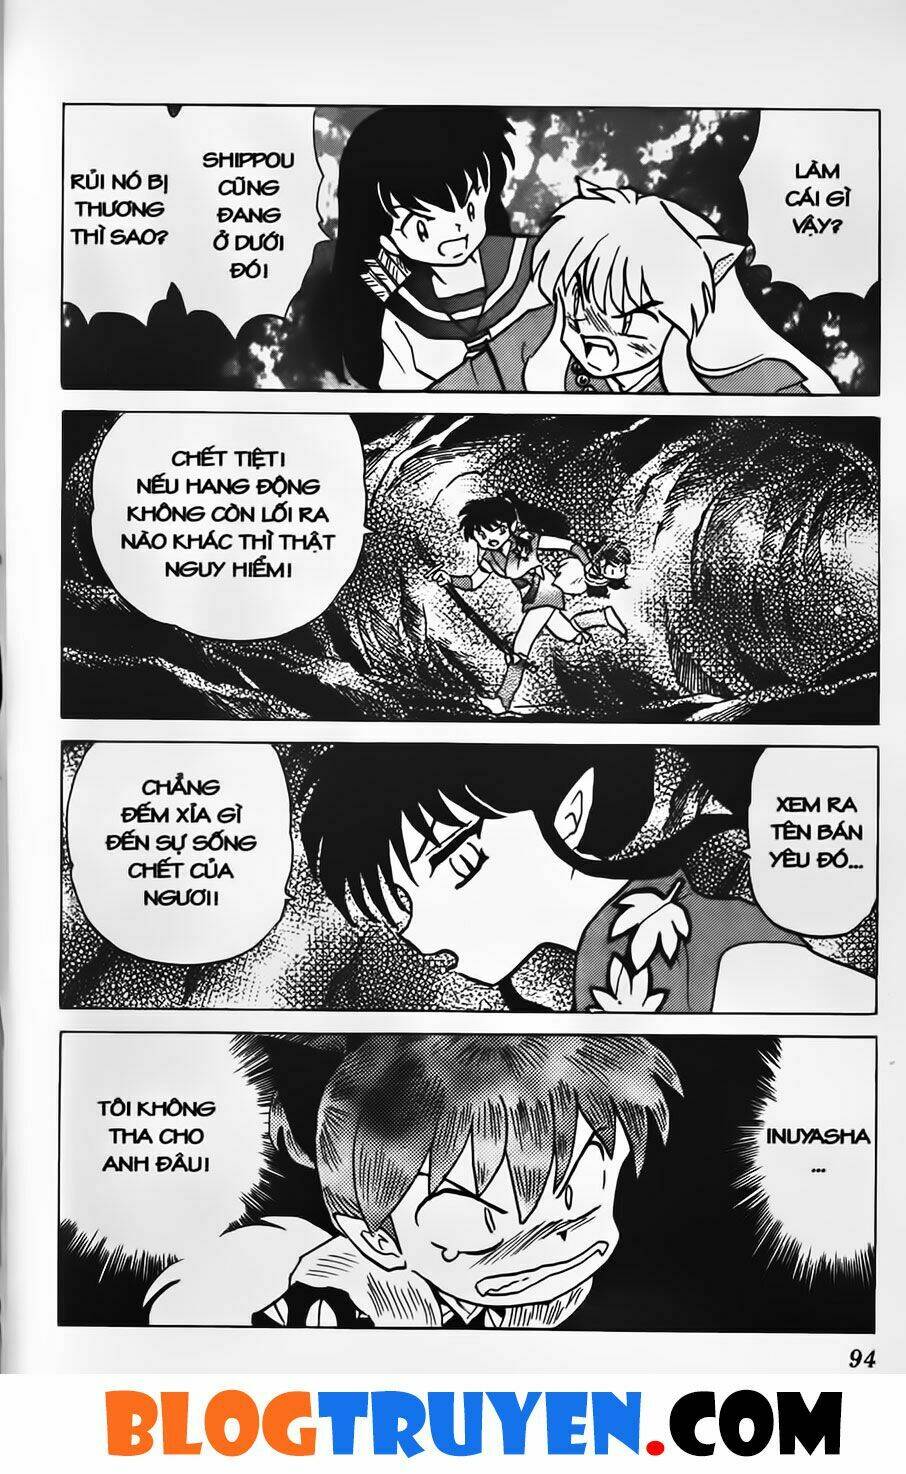 LÀM
CÁI GÌ
VẬY?
SHIPPOU
CŨNG
ĐANG
Ở DƯỚI
ĐÓ!
RỦI NÓ BỊ
THƯƠNG
THÌ SAO?
CHẾT TIỆT!
NẾU HANG ĐỘNG
KHÔNG CÒN LỐI RA
NÀO KHÁC THÌ THẬT
NGUY HIỂM!
XEM RA
TÊN BÁN
YÊU ĐÓ...
CHẲNG
ĐẾM XỈA GÌ
ĐẾN SỰ SỐNG
CHẾT CỦA
NGƯƠI!
INUYASHA
...
TÔI KHÔNG
THA CHO
ANH ĐÂU!
94
BLOGTRUYEN.COM